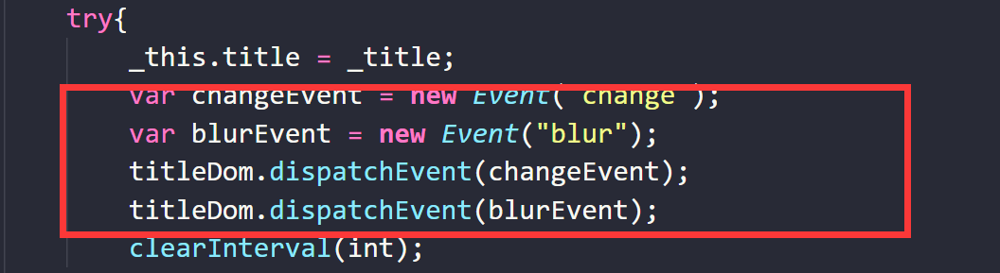 try{
_this.title = _title;
var changeEvent = new Event("change");
var blurEvent = new Event("blur");
titleDom.dispatchEvent(changeEvent);
titleDom.dispatchEvent(blurEvent);
clearInterval(int);